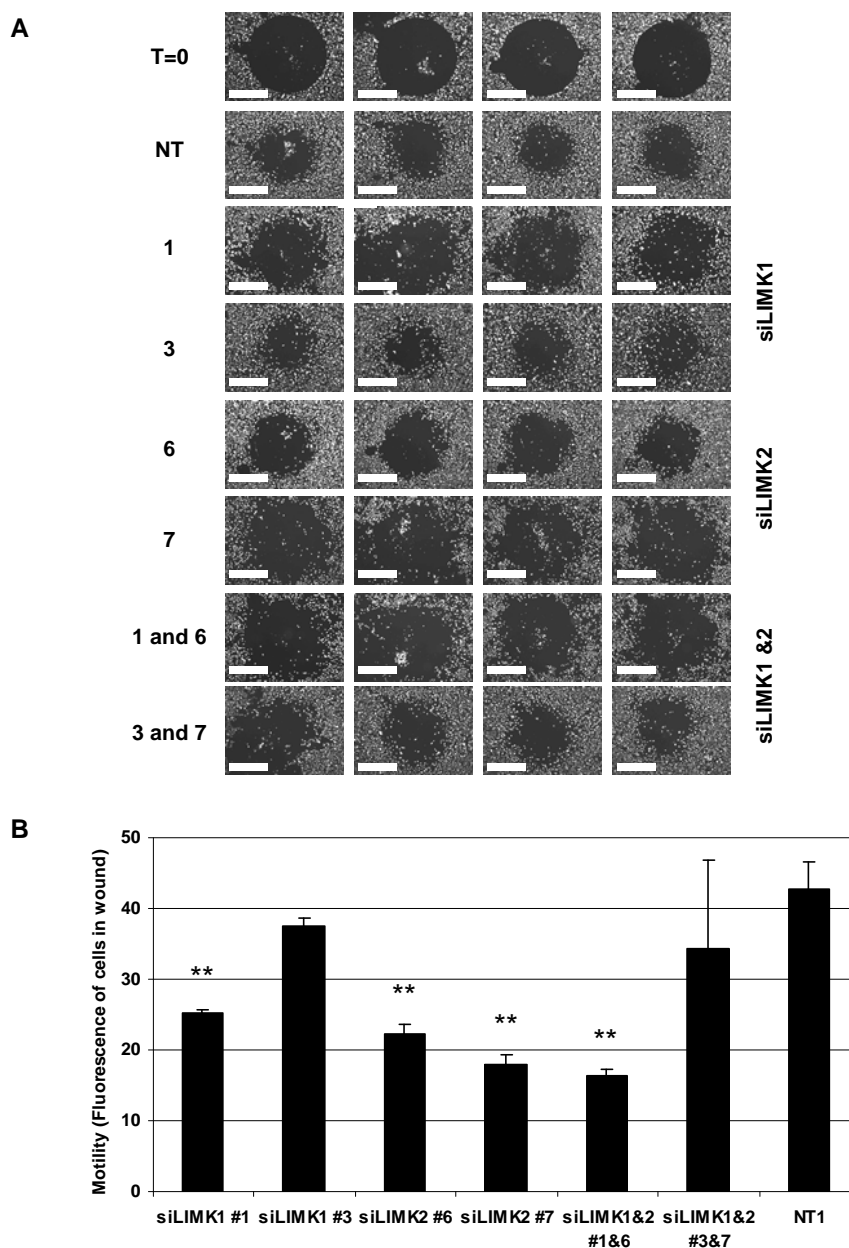 A
T=0
NT
1
3
6
7
1 and 6
3 and 7
siLIMK1
siLIMK2
siLIMK1 &2
B
Motility (Fluorescence of cells in wound)
50
40
30
20
10
0
**
**
**
**
siLIMK1 #1 siLIMK1 #3 siLIMK2 #6 siLIMK2 #7 siLIMK1&2 siLIMK1&2 NT1
#1&6 #3&7